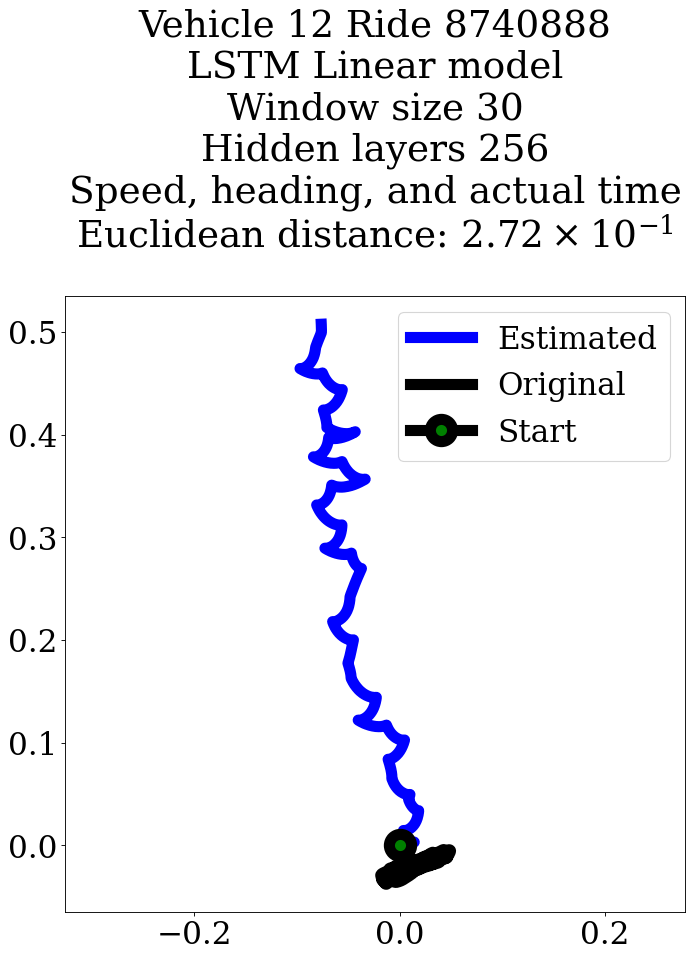 Vehicle 12 Ride 8740888
LSTM Linear model
Window size 30
Hidden layers 256
Speed, heading, and actual time
Euclidean distance: 2.72 × 10⁻¹
Estimated
Original
Start
0.5
0.4
0.3
0.2
0.1
0.0
−0.2 0.0 0.2